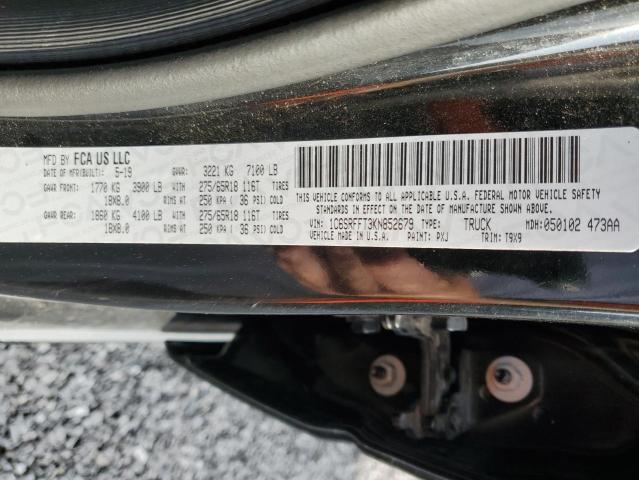 MFD BY FCA US LLC
DATE OF MFR(BUILT): 5-19 GVWR: 3221 KG 7100 LB
GAWR FRONT: 1770 KG 3900 LB WITH 275/65R18 116T TIRES
18X8.0 RIMS AT 250 KPA ( 36 PSI) COLD
GAWR REAR: 1860 KG 4100 LB WITH 275/65R18 116T TIRES
18X8.0 RIMS AT 250 KPA ( 36 PSI) COLD
THIS VEHICLE CONFORMS TO ALL APPLICABLE U.S.A. FEDERAL MOTOR VEHICLE SAFETY
STANDARDS IN EFFECT ON THE DATE OF MANUFACTURE SHOWN ABOVE.
VIN: 1C6SRFFT3KN852679 TYPE: TRUCK MDH: 050102 473AA
VEHICLE MADE IN U.S.A. PAINT: PXJ TRIM: T9X9